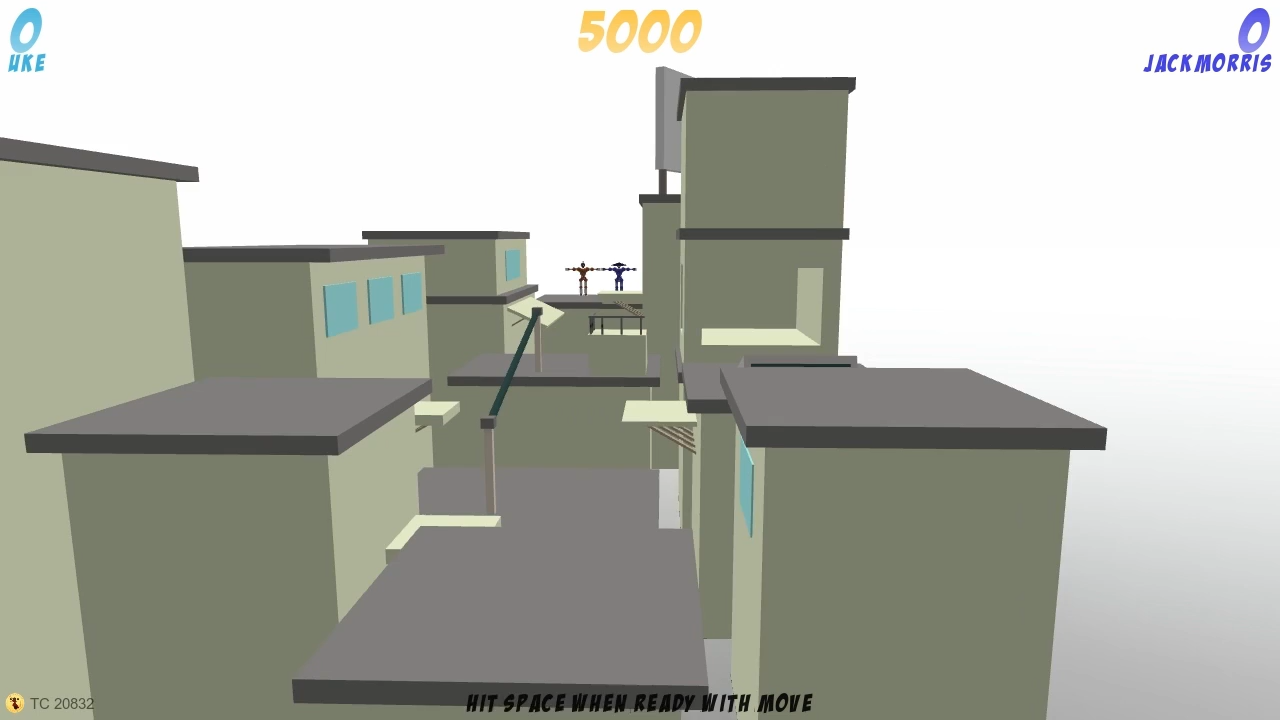 0
UKE
5000
0
JACKMORRIS
TC 20832
HIT SPACE WHEN READY WITH MOVE